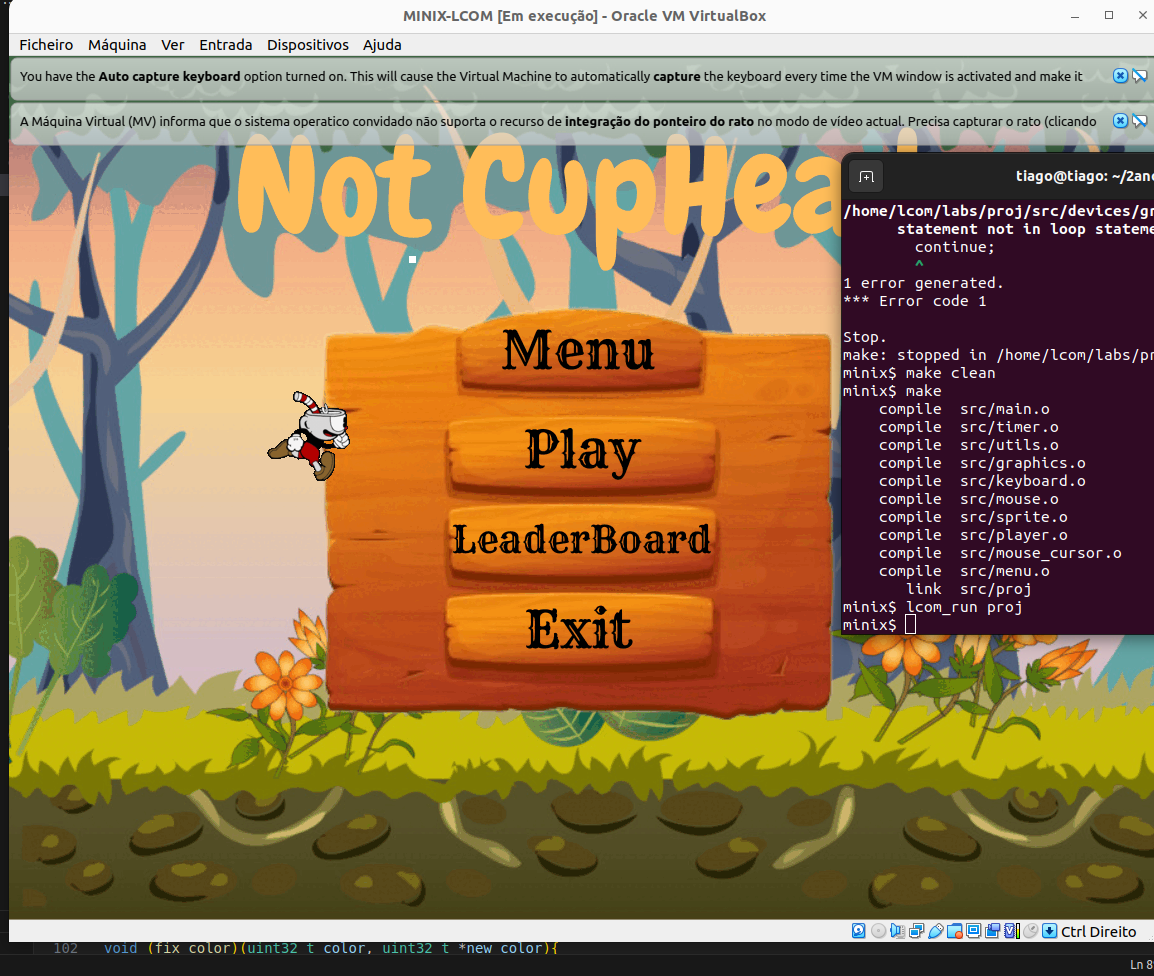 MINIX-LCOM [Em execução] - Oracle VM VirtualBox
Ficheiro Máquina Ver Entrada Dispositivos Ajuda
You have the Auto capture keyboard option turned on. This will cause the Virtual Machine to automatically capture the keyboard every time the VM window is activated and make it
A Máquina Virtual (MV) informa que o sistema operatico convidado não suporta o recurso de integração do ponteiro do rato no modo de vídeo actual. Precisa capturar o rato (clicando
Not CupHea
tiago@tiago: ~/2ano
/home/lcom/labs/proj/src/devices/gr
statement not in loop stateme
continue;
^
1 error generated.
*** Error code 1
Stop.
make: stopped in /home/lcom/labs/pr
minix$ make clean
minix$ make
compile src/main.o
compile src/timer.o
compile src/utils.o
compile src/graphics.o
compile src/keyboard.o
compile src/mouse.o
compile src/sprite.o
compile src/player.o
compile src/mouse_cursor.o
compile src/menu.o
link src/proj
minix$ lcom_run proj
minix$
Menu
Play
LeaderBoard
Exit
Ctrl Direito
102 void (fix_color)(uint32_t color, uint32_t *new_color){
Ln 8